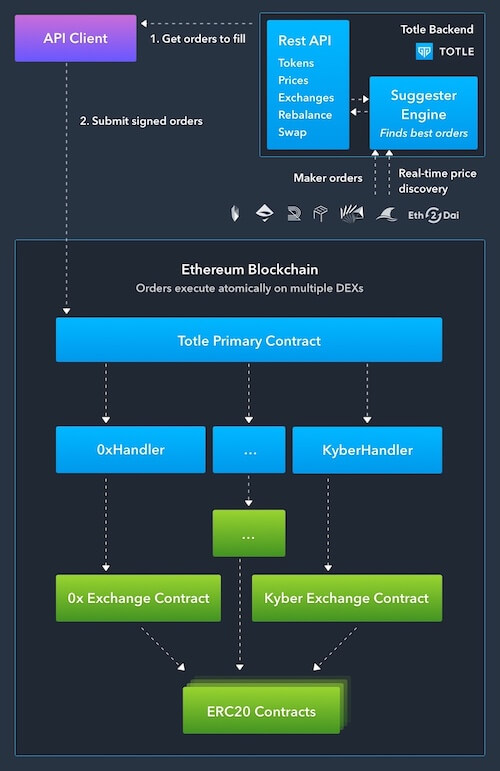 API Client
1. Get orders to fill
Rest API
Tokens
Prices
Exchanges
Rebalance
Swap
Totle Backend
TOTLE
Suggester
Engine
Finds best orders
2. Submit signed orders
Maker orders
Real-time price
discovery
Eth 2 Dai
Ethereum Blockchain
Orders execute atomically on multiple DEXs
Totle Primary Contract
0xHandler
...
KyberHandler
...
0x Exchange Contract
Kyber Exchange Contract
ERC20 Contracts